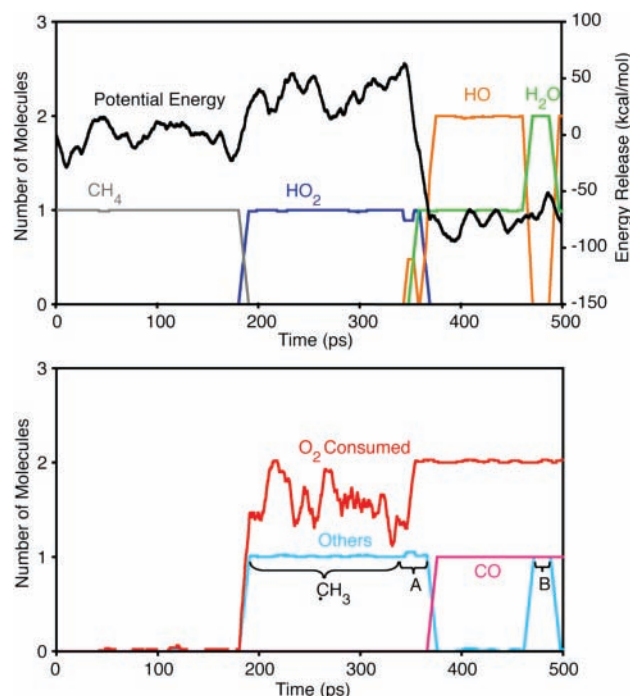 3
100
HO
H2O
50
Potential Energy
2
0
Number of Molecules
Energy Release (kcal/mol)
CH4
HO2
1
-50
-100
0
-150
0
100
200
300
400
500
Time (ps)
3
O2 Consumed
2
Number of Molecules
Others
1
CO
ĊH3
A
B
0
0
100
200
300
400
500
Time (ps)